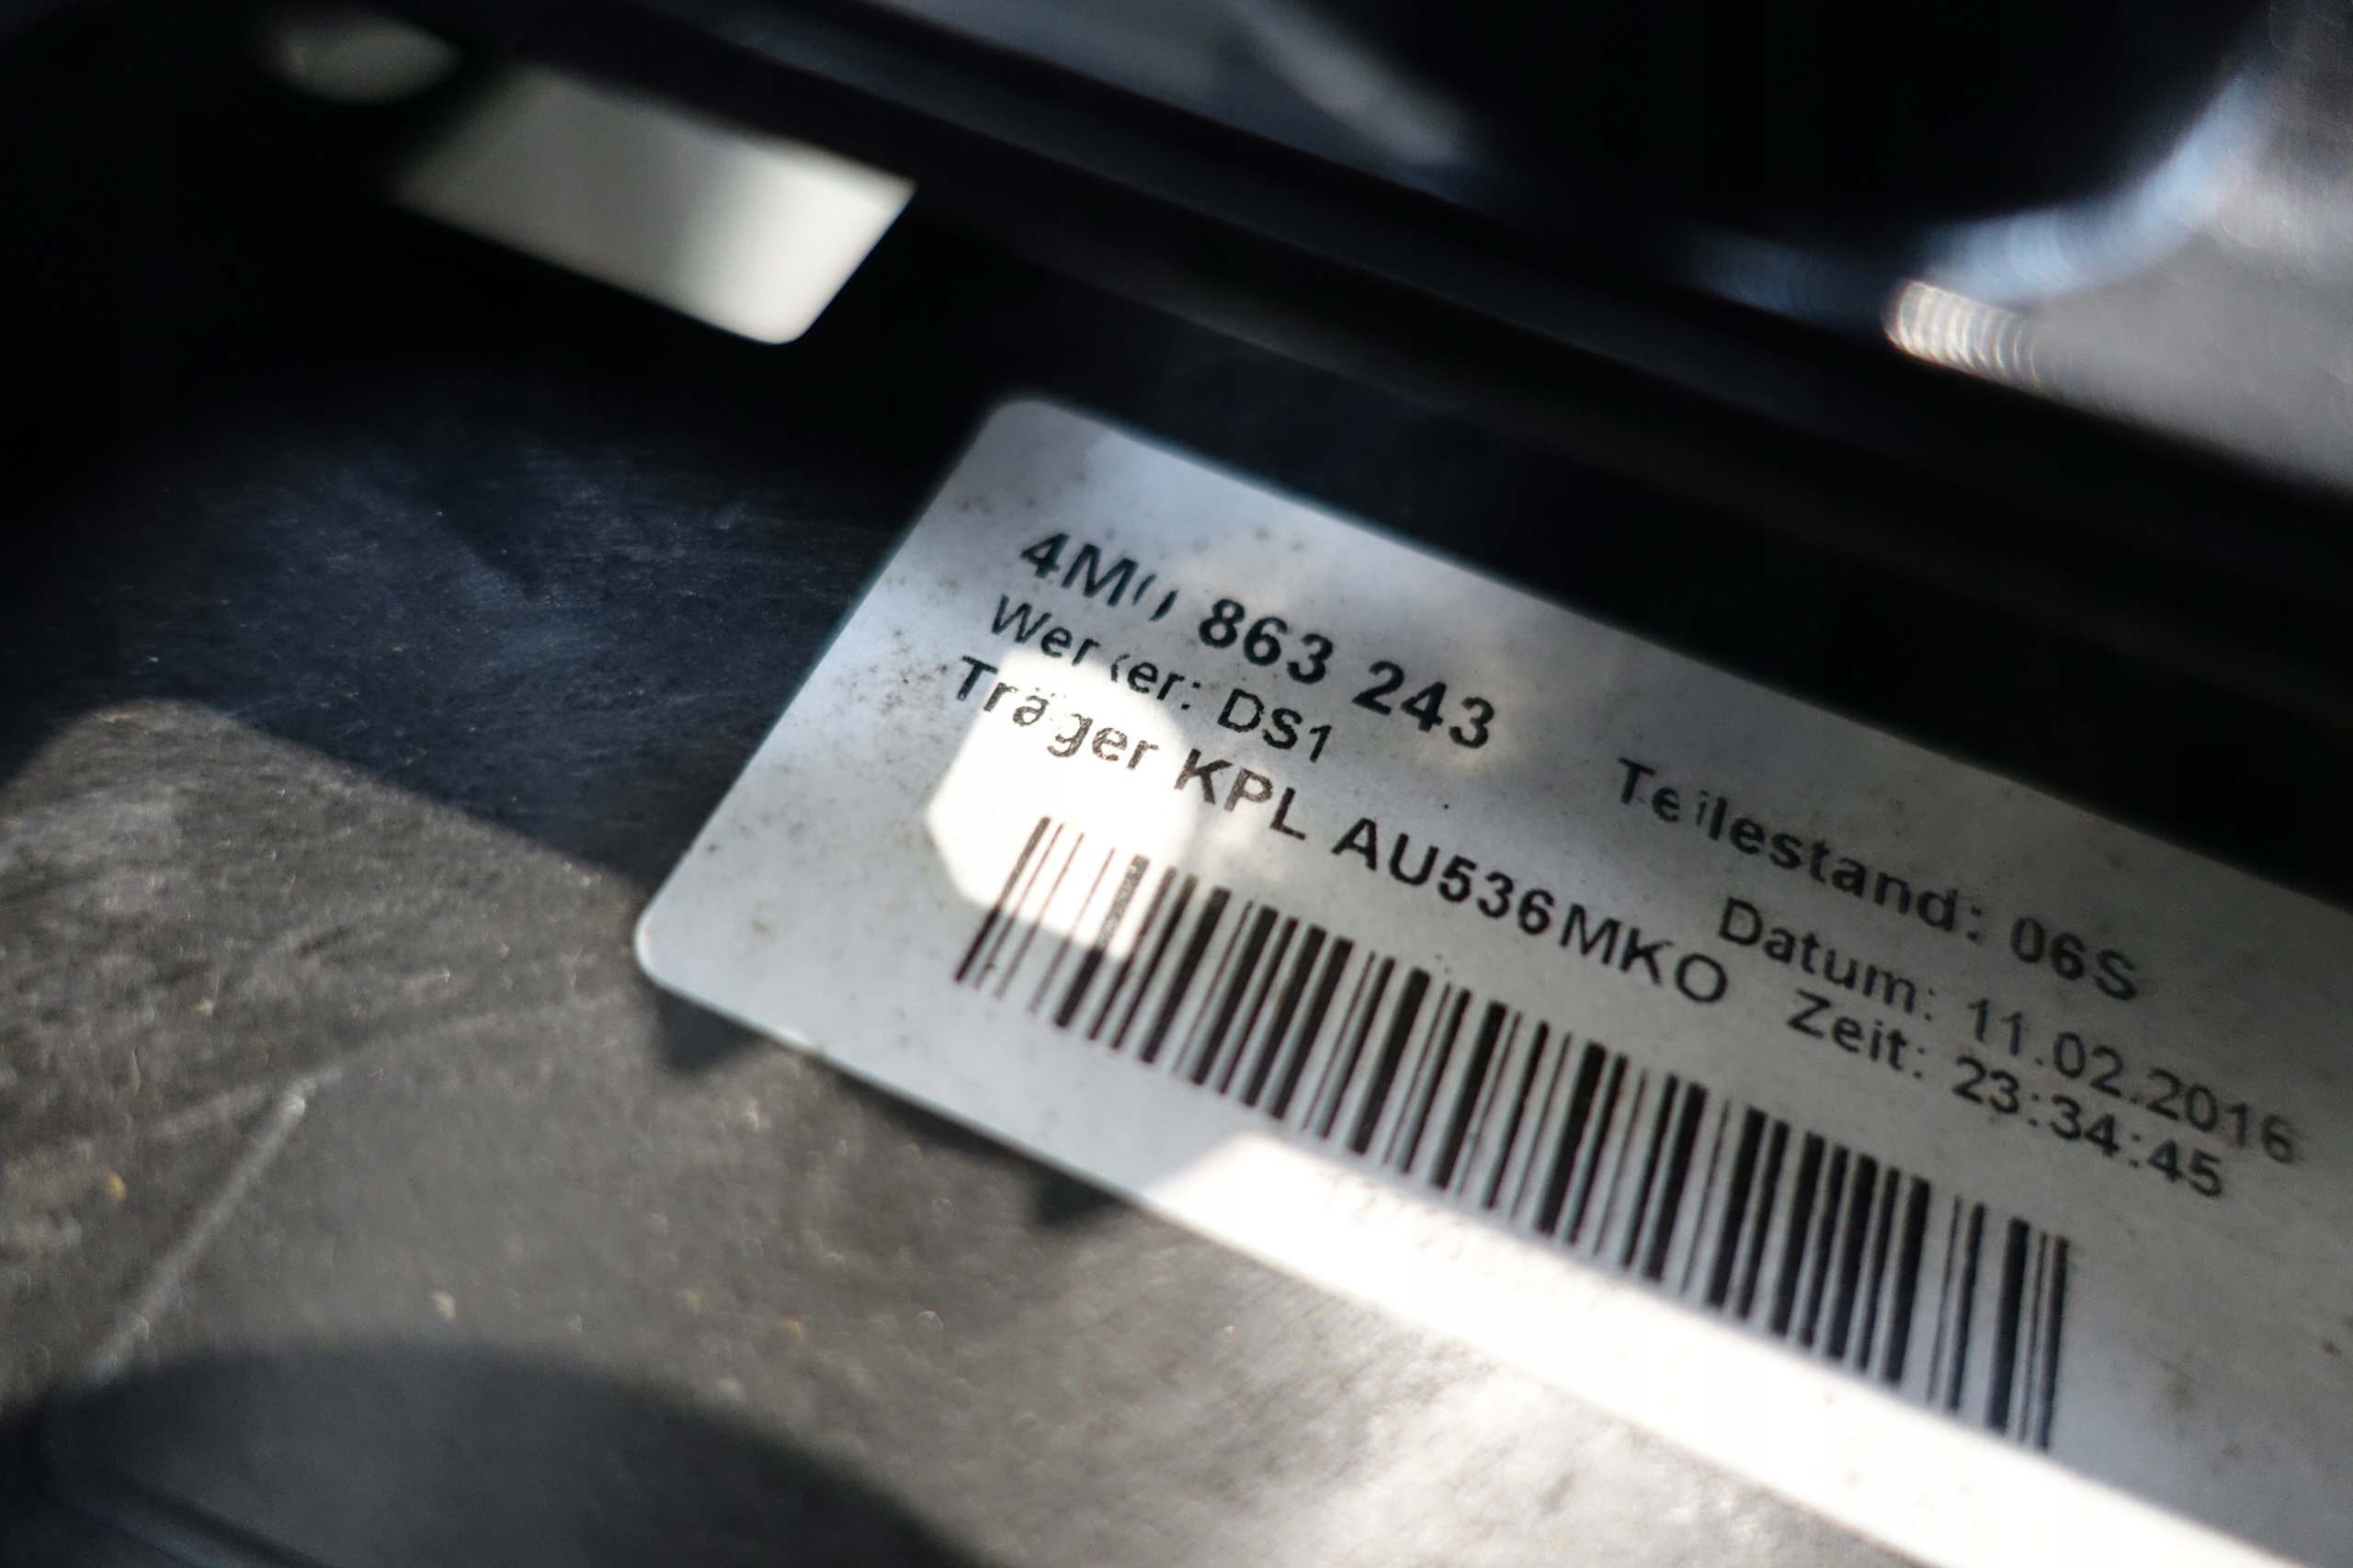 4M0 863 243 Teilestand: 06S
Werker: DS1 Datum: 11.02.2016
Träger KPL AU536MKO Zeit: 23:34:45